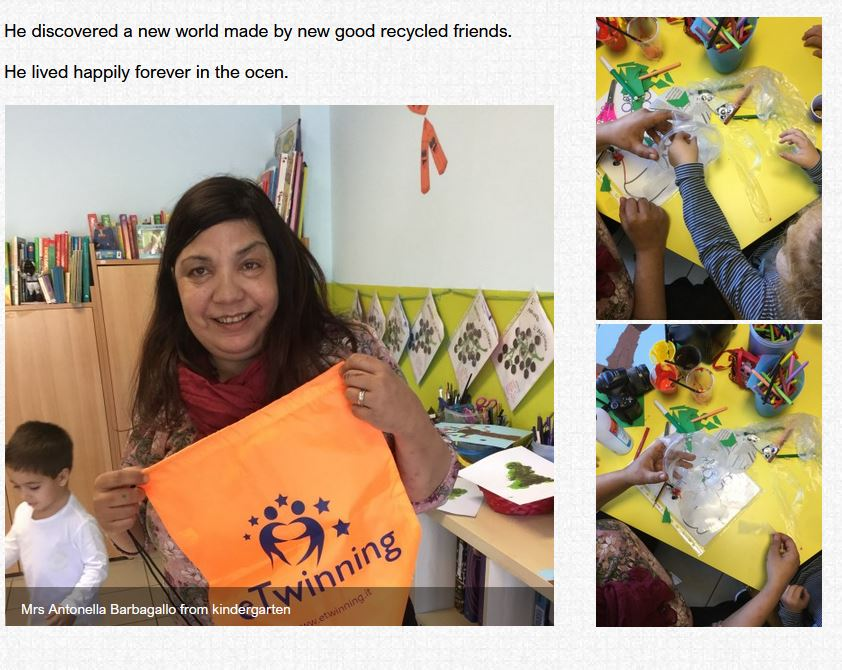 He discovered a new world made by new good recycled friends.
He lived happily forever in the ocen.
eTwinning
www.etwinning.it
Mrs Antonella Barbagallo from kindergarten